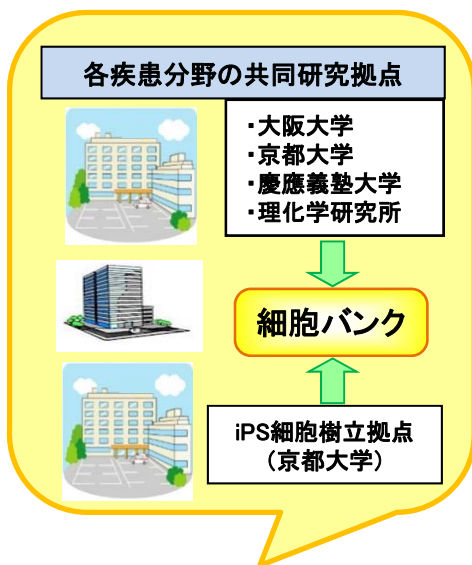 各疾患分野の共同研究拠点
・大阪大学
・京都大学
・慶應義塾大学
・理化学研究所
細胞バンク
iPS細胞樹立拠点
（京都大学）